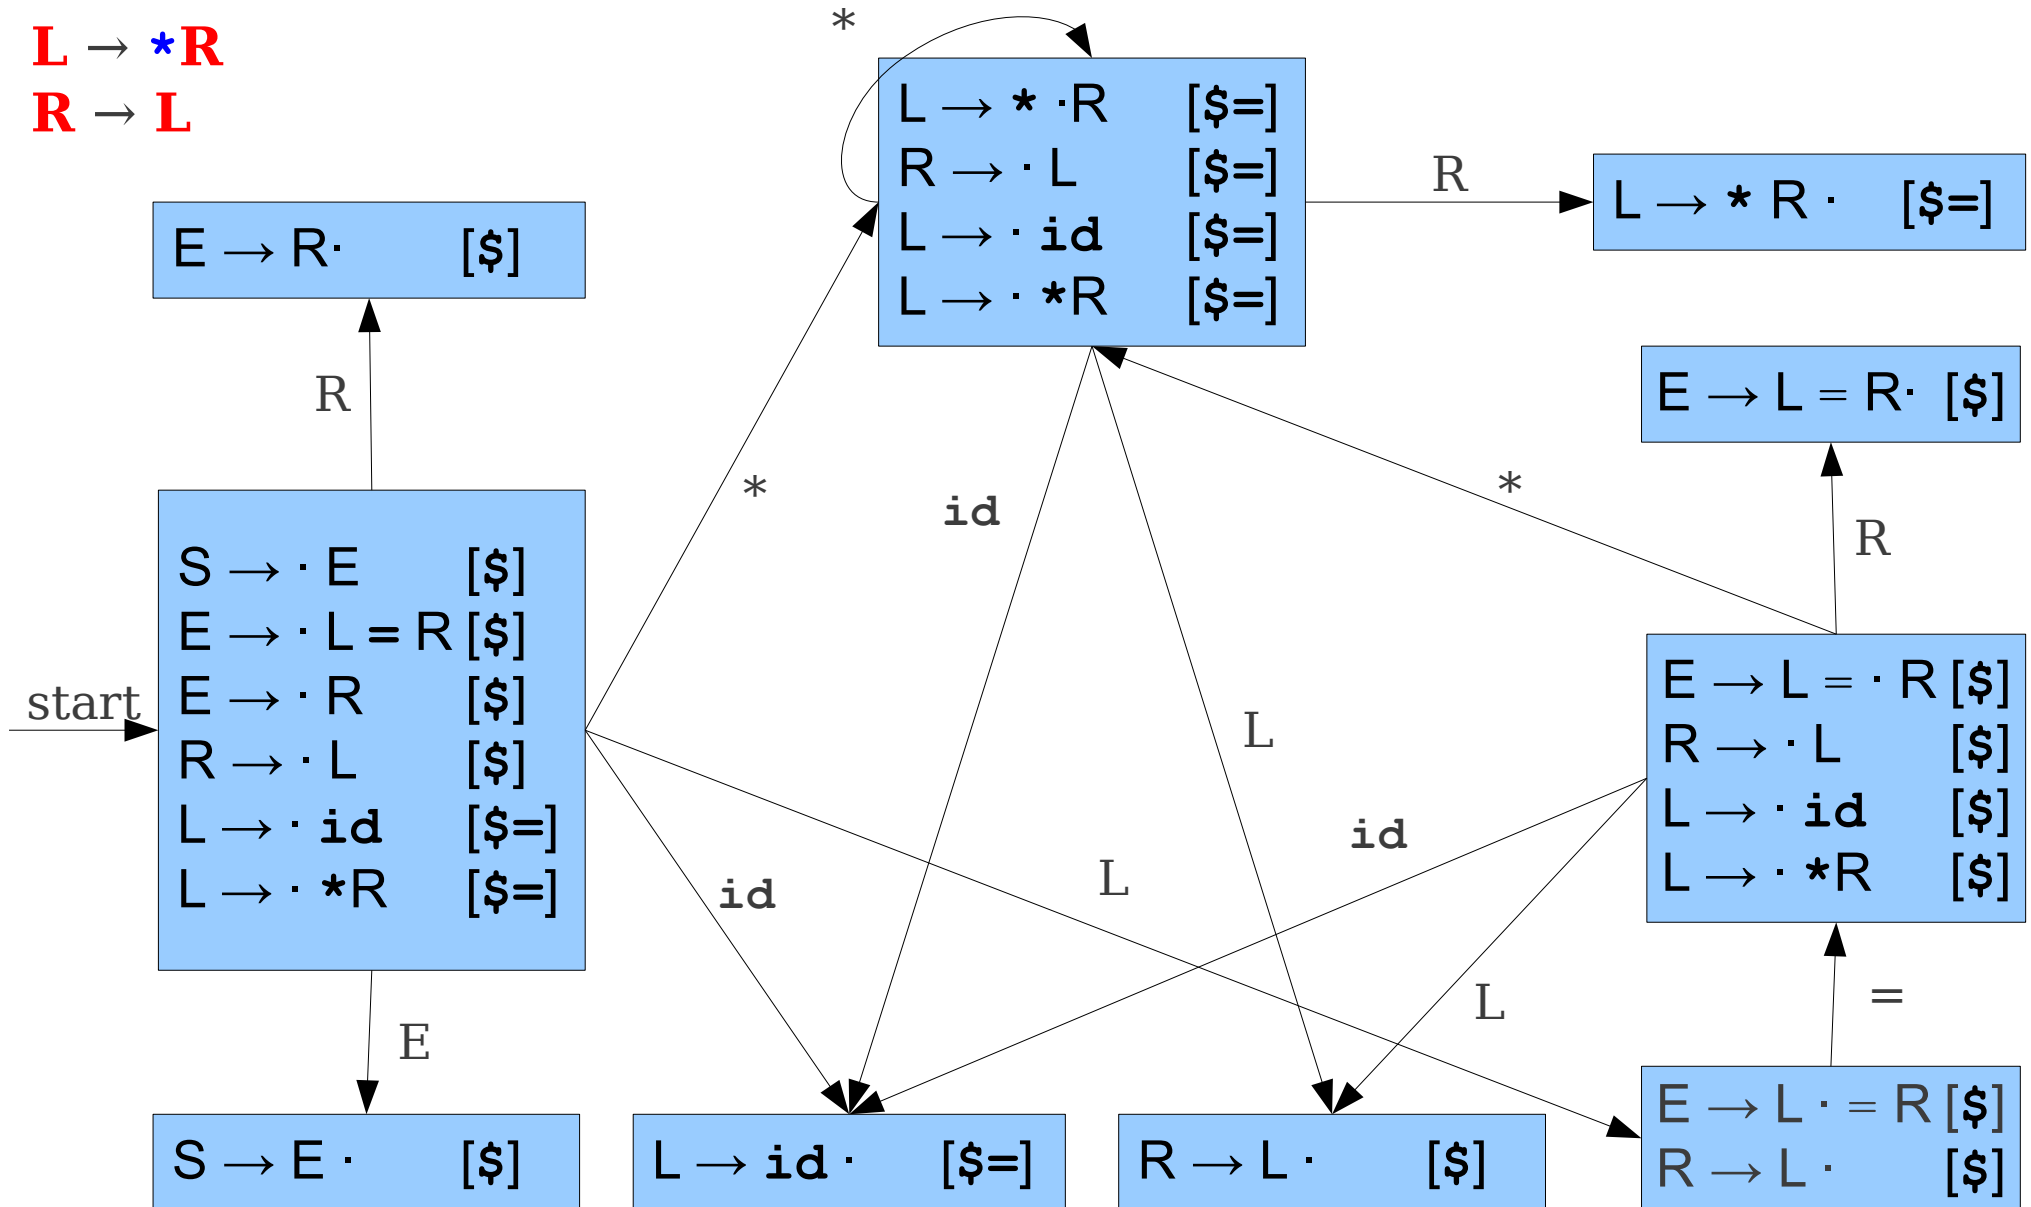 L → *R
R → L
*
L → * ·R [$=]
R → · L [$=]
L → · id [$=]
L → · *R [$=]
R
L → * R · [$=]
E → R· [$]
R
E → L = R· [$]
R
*
*
id
S → · E [$]
E → · L = R [$]
E → · R [$]
R → · L [$]
L → · id [$=]
L → · *R [$=]
start
L
E → L = · R [$]
R → · L [$]
L → · id [$]
L → · *R [$]
id
L
id
L
=
E
S → E · [$]
L → id · [$=]
R → L · [$]
E → L · = R [$]
R → L · [$]